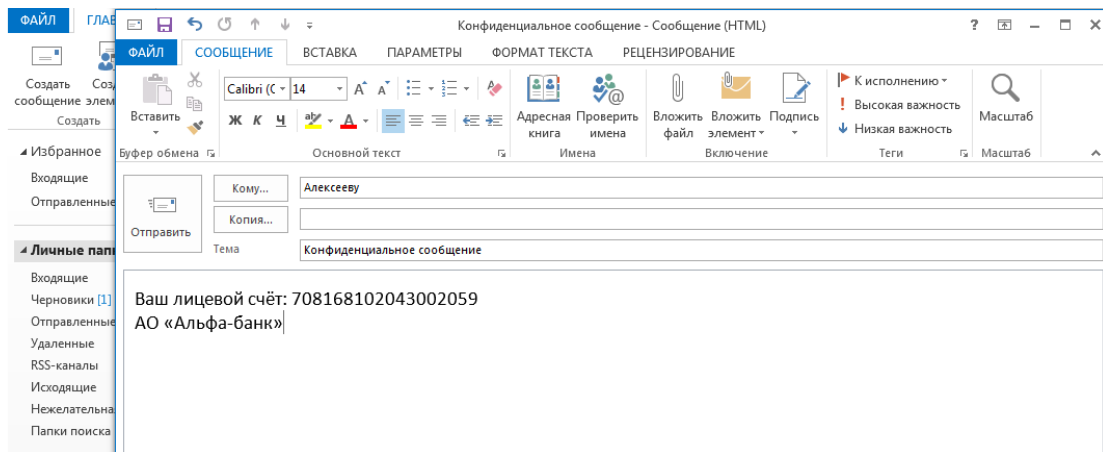 ФАЙЛ
Создать сообщение
Создать
Избранное
Входящие
Отправленные
Личные
Входящие
Черновики [1]
Отправленные
Удаленные
RSS-каналы
Исходящие
Папки поиска
Конфиденциальное сообщение - Сообщение (HTML)
?
ФАЙЛ СООБЩЕНИЕ ВСТАВКА ПАРАМЕТРЫ ФОРМАТ ТЕКСТА РЕЦЕНЗИРОВАНИЕ
Вставить
Буфер обмена
Calibri (С 14
Ж К Ч
Основной текст
Адресная книга
Проверить имена
Имена
Вложить файл
Вложить элемент
Подпись
Включение
К исполнению
Высокая важность
Низкая важность
Теги
Масштаб
Масштаб
Отправить
Кому... Алексееву
Копия...
Тема Конфиденциальное сообщение
Ваш лицевой счёт: 708168102043002059
АО «Альфа-банк»